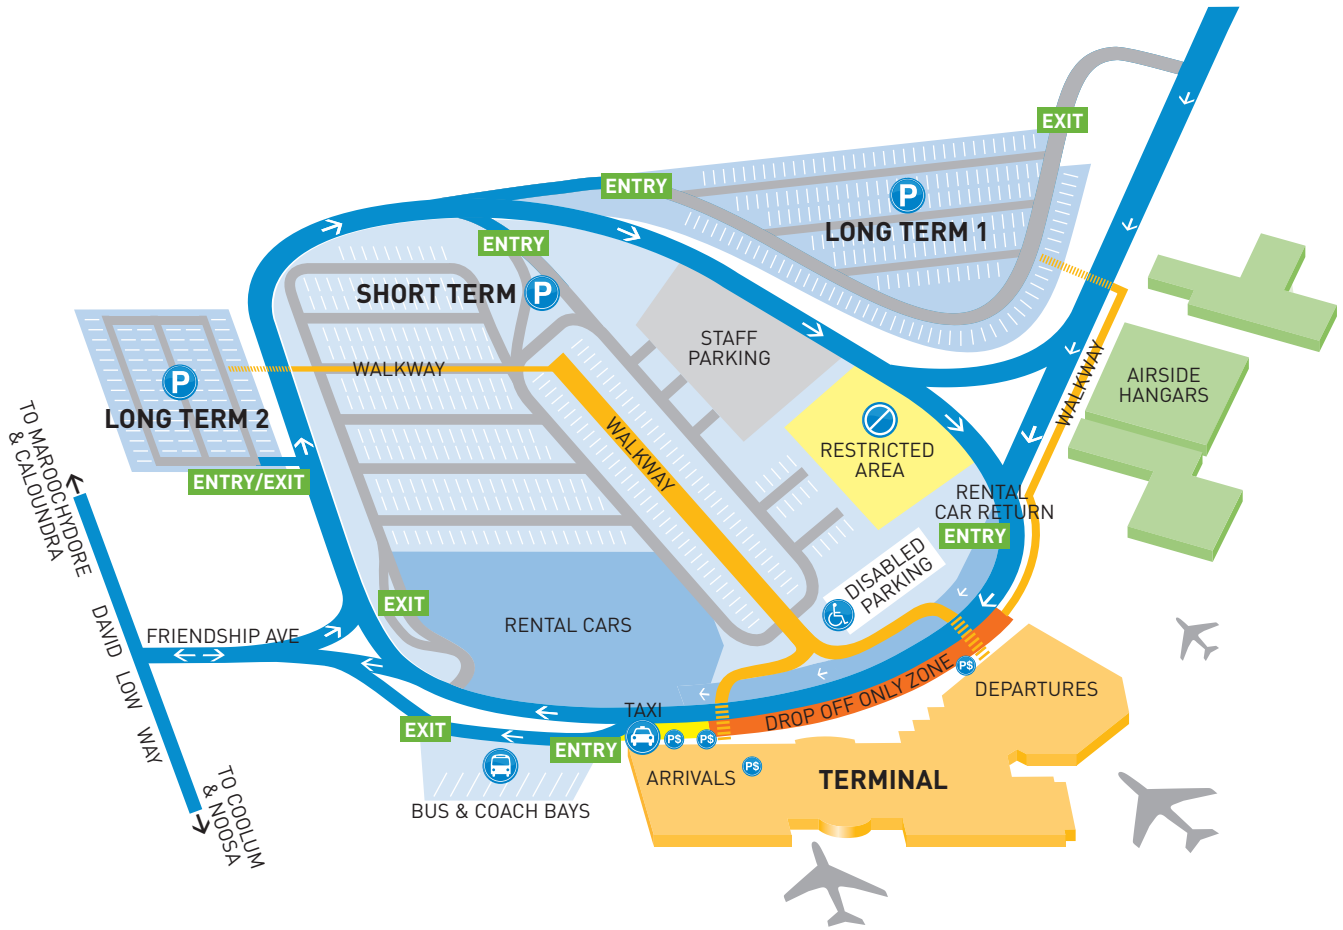 EXIT
ENTRY
P
LONG TERM 1
ENTRY
SHORT TERM
P
STAFF
PARKING
WALKWAY
WALKWAY
AIRSIDE
HANGARS
P
LONG TERM 2
WALKWAY
RESTRICTED
AREA
ENTRY/EXIT
RENTAL
CAR RETURN
ENTRY
TO MAROOCHYDORE
& CALOUNDRA
DISABLED
PARKING
EXIT
RENTAL CARS
FRIENDSHIP AVE
DAVID LOW WAY
P$
DEPARTURES
DROP OFF ONLY ZONE
TAXI
EXIT
ENTRY
P$
P$
P$
ARRIVALS
TERMINAL
BUS & COACH BAYS
TO COOLUM
& NOOSA